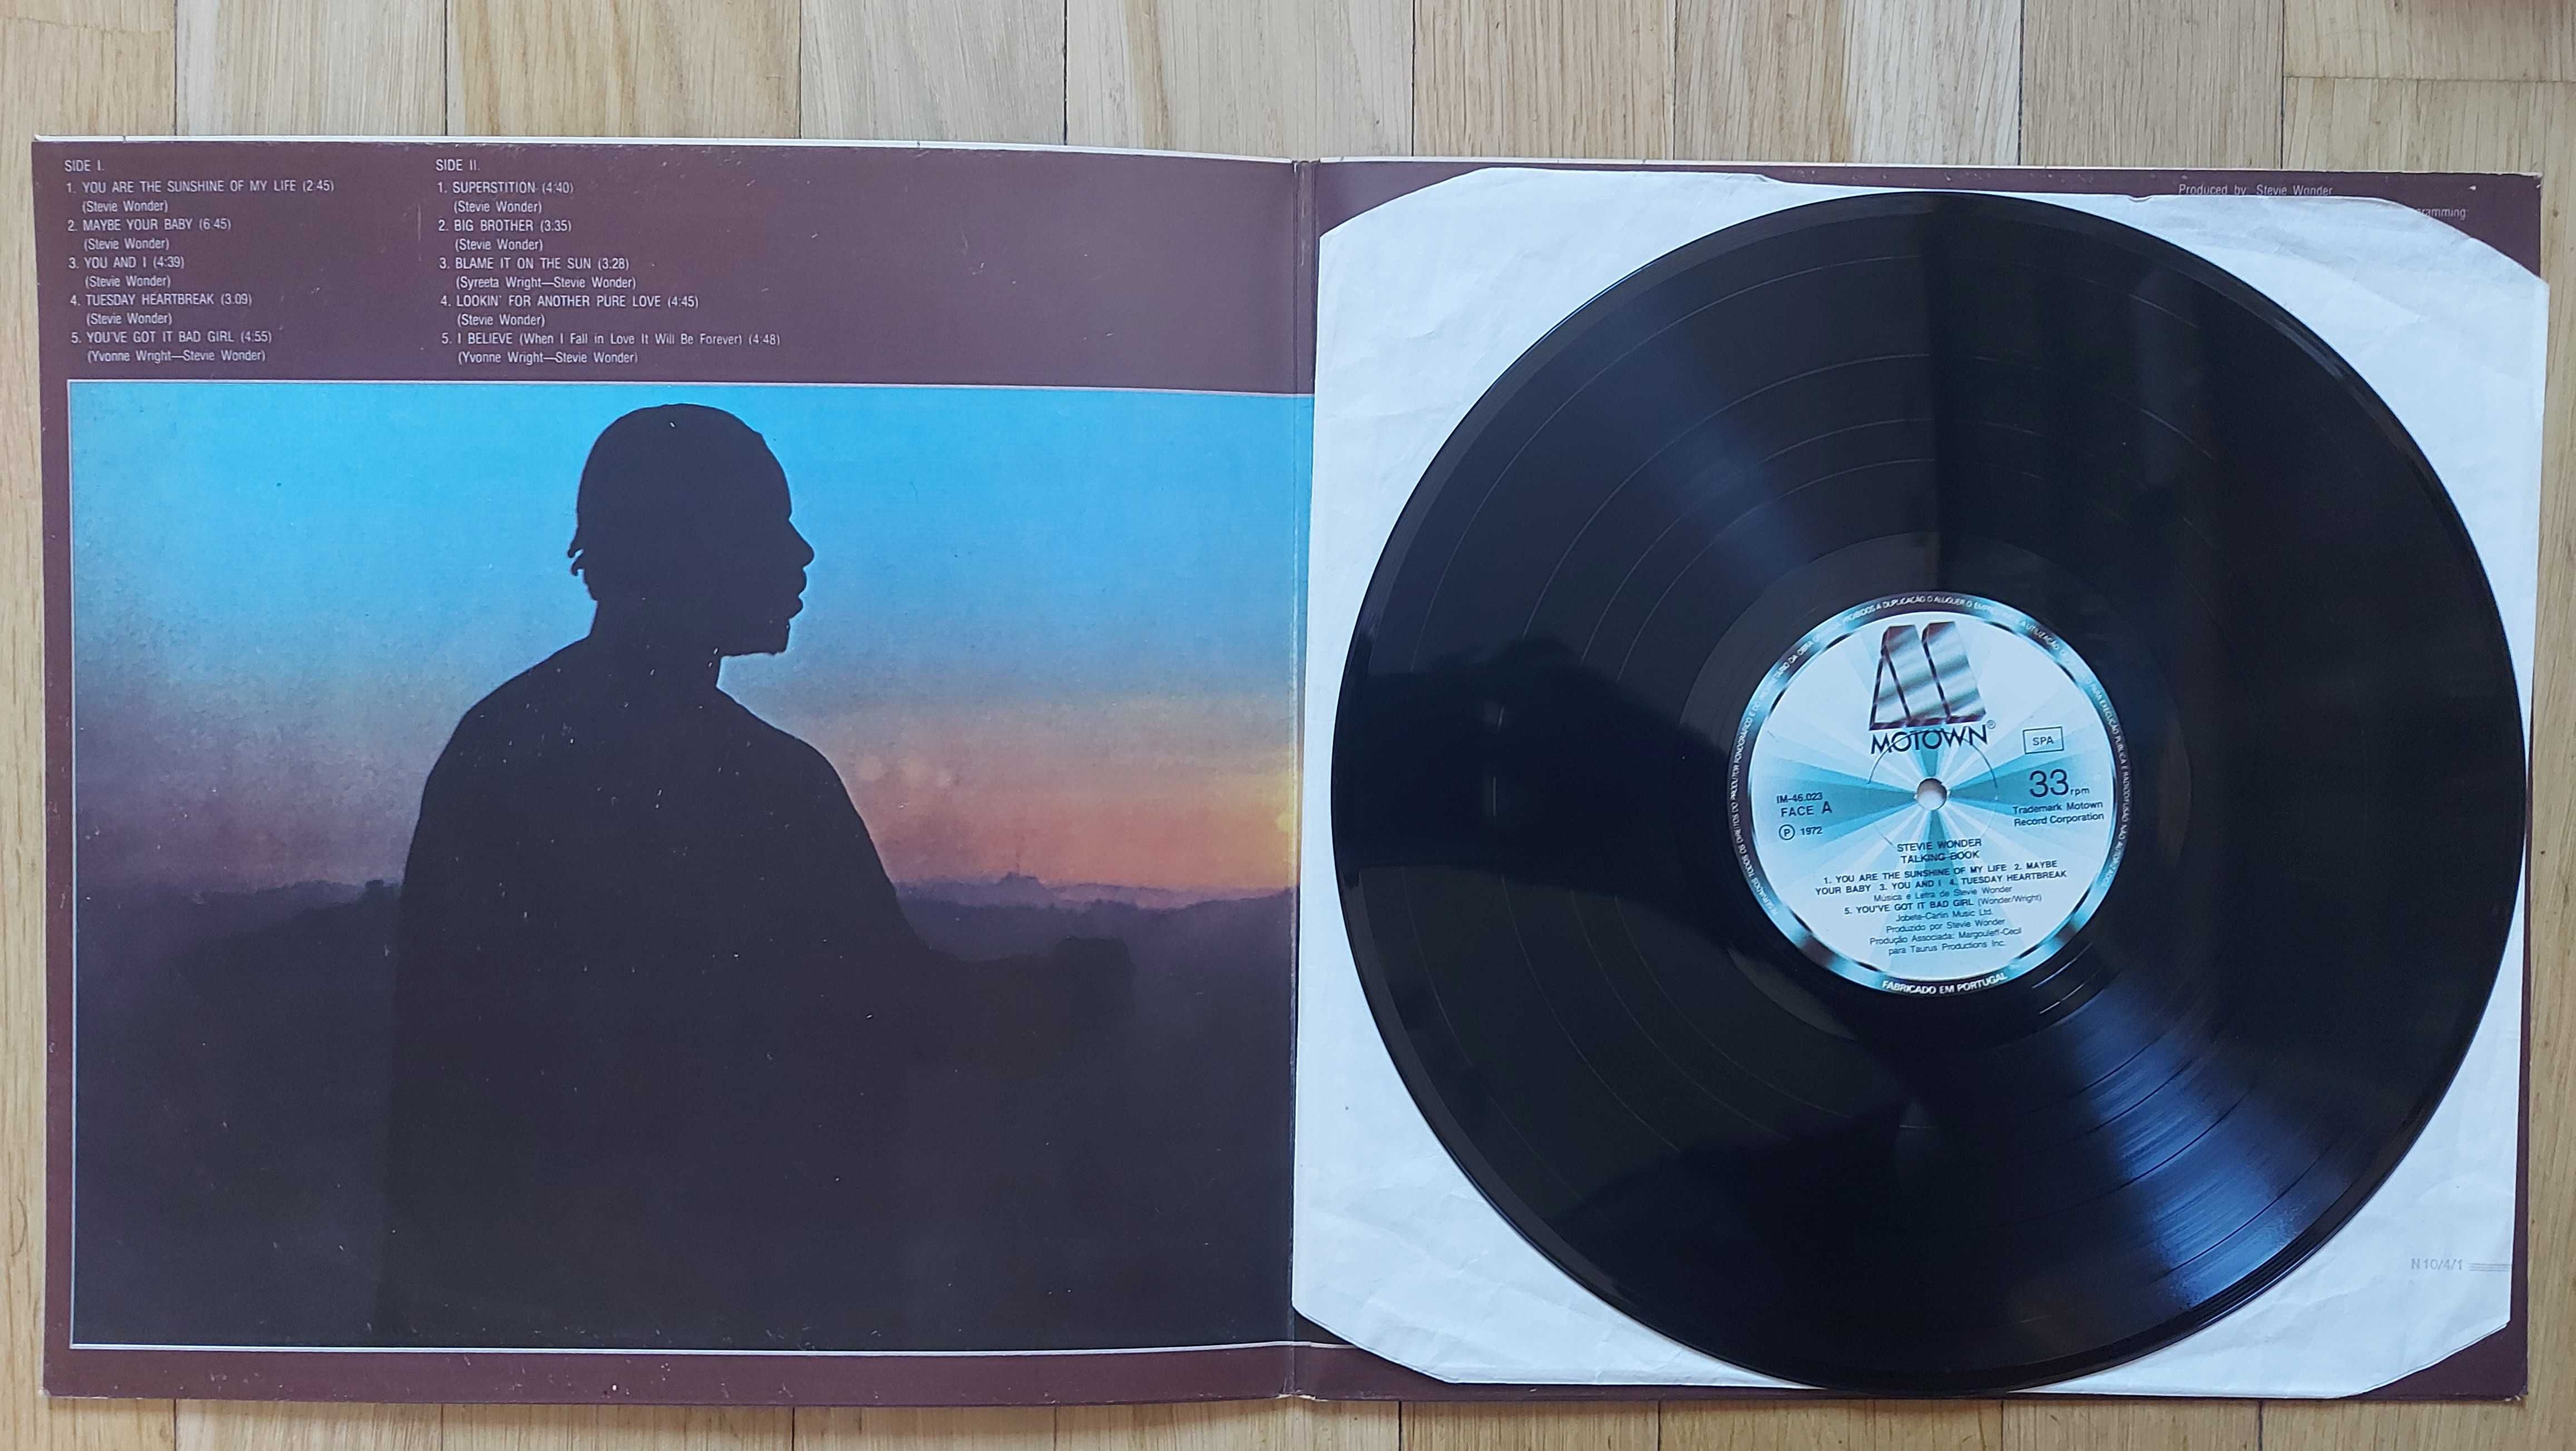 SIDE I.
1. YOU ARE THE SUNSHINE OF MY LIFE (2:45)
(Stevie Wonder)
2. MAYBE YOUR BABY (6:45)
(Stevie Wonder)
3. YOU AND I (4:39)
(Stevie Wonder)
4. TUESDAY HEARTBREAK (3:09)
(Stevie Wonder)
5. YOU'VE GOT IT BAD GIRL (4:55)
(Yvonne Wright—Stevie Wonder)
SIDE II.
1. SUPERSTITION (4:40)
(Stevie Wonder)
2. BIG BROTHER (3:35)
(Stevie Wonder)
3. BLAME IT ON THE SUN (3:28)
(Syreeta Wright—Stevie Wonder)
4. LOOKIN' FOR ANOTHER PURE LOVE (4:45)
(Stevie Wonder)
5. I BELIEVE (When I Fall in Love It Will Be Forever) (4:48)
(Yvonne Wright—Stevie Wonder)
Produced by: Stevie Wonder
MOTOWN®
SPA
33 rpm
Trademark Motown
Record Corporation
IM-46.023
FACE A
Ⓟ 1972
STEVIE WONDER
TALKING BOOK
1. YOU ARE THE SUNSHINE OF MY LIFE 2. MAYBE
YOUR BABY 3. YOU AND I 4. TUESDAY HEARTBREAK
Música e Letra de Stevie Wonder
5. YOU'VE GOT IT BAD GIRL (Wonder/Wright)
Jobete-Carlin Music Ltd.
Produzido por Stevie Wonder
Produção Associada: Margouleff-Cecil
para Taurus Productions Inc.
FABRICADO EM PORTUGAL
N10/4/1